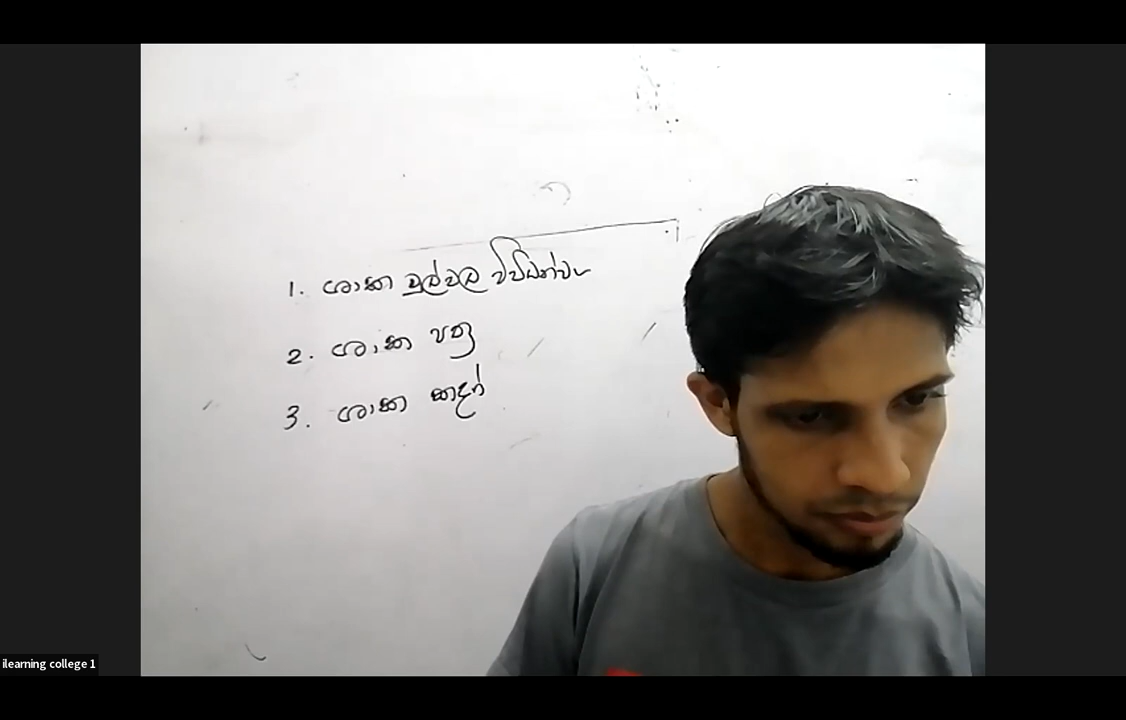 1. ශාක මුල්වල විවිධත්වය
2. ශාක පත්‍ර
3. ශාක කඳන්
ilearning college 1